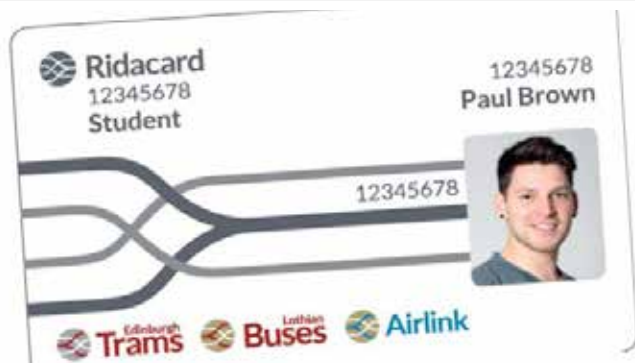 Ridacard
12345678
Student
12345678
Paul Brown
12345678
Edinburgh
Trams
Lothian
Buses
Airlink